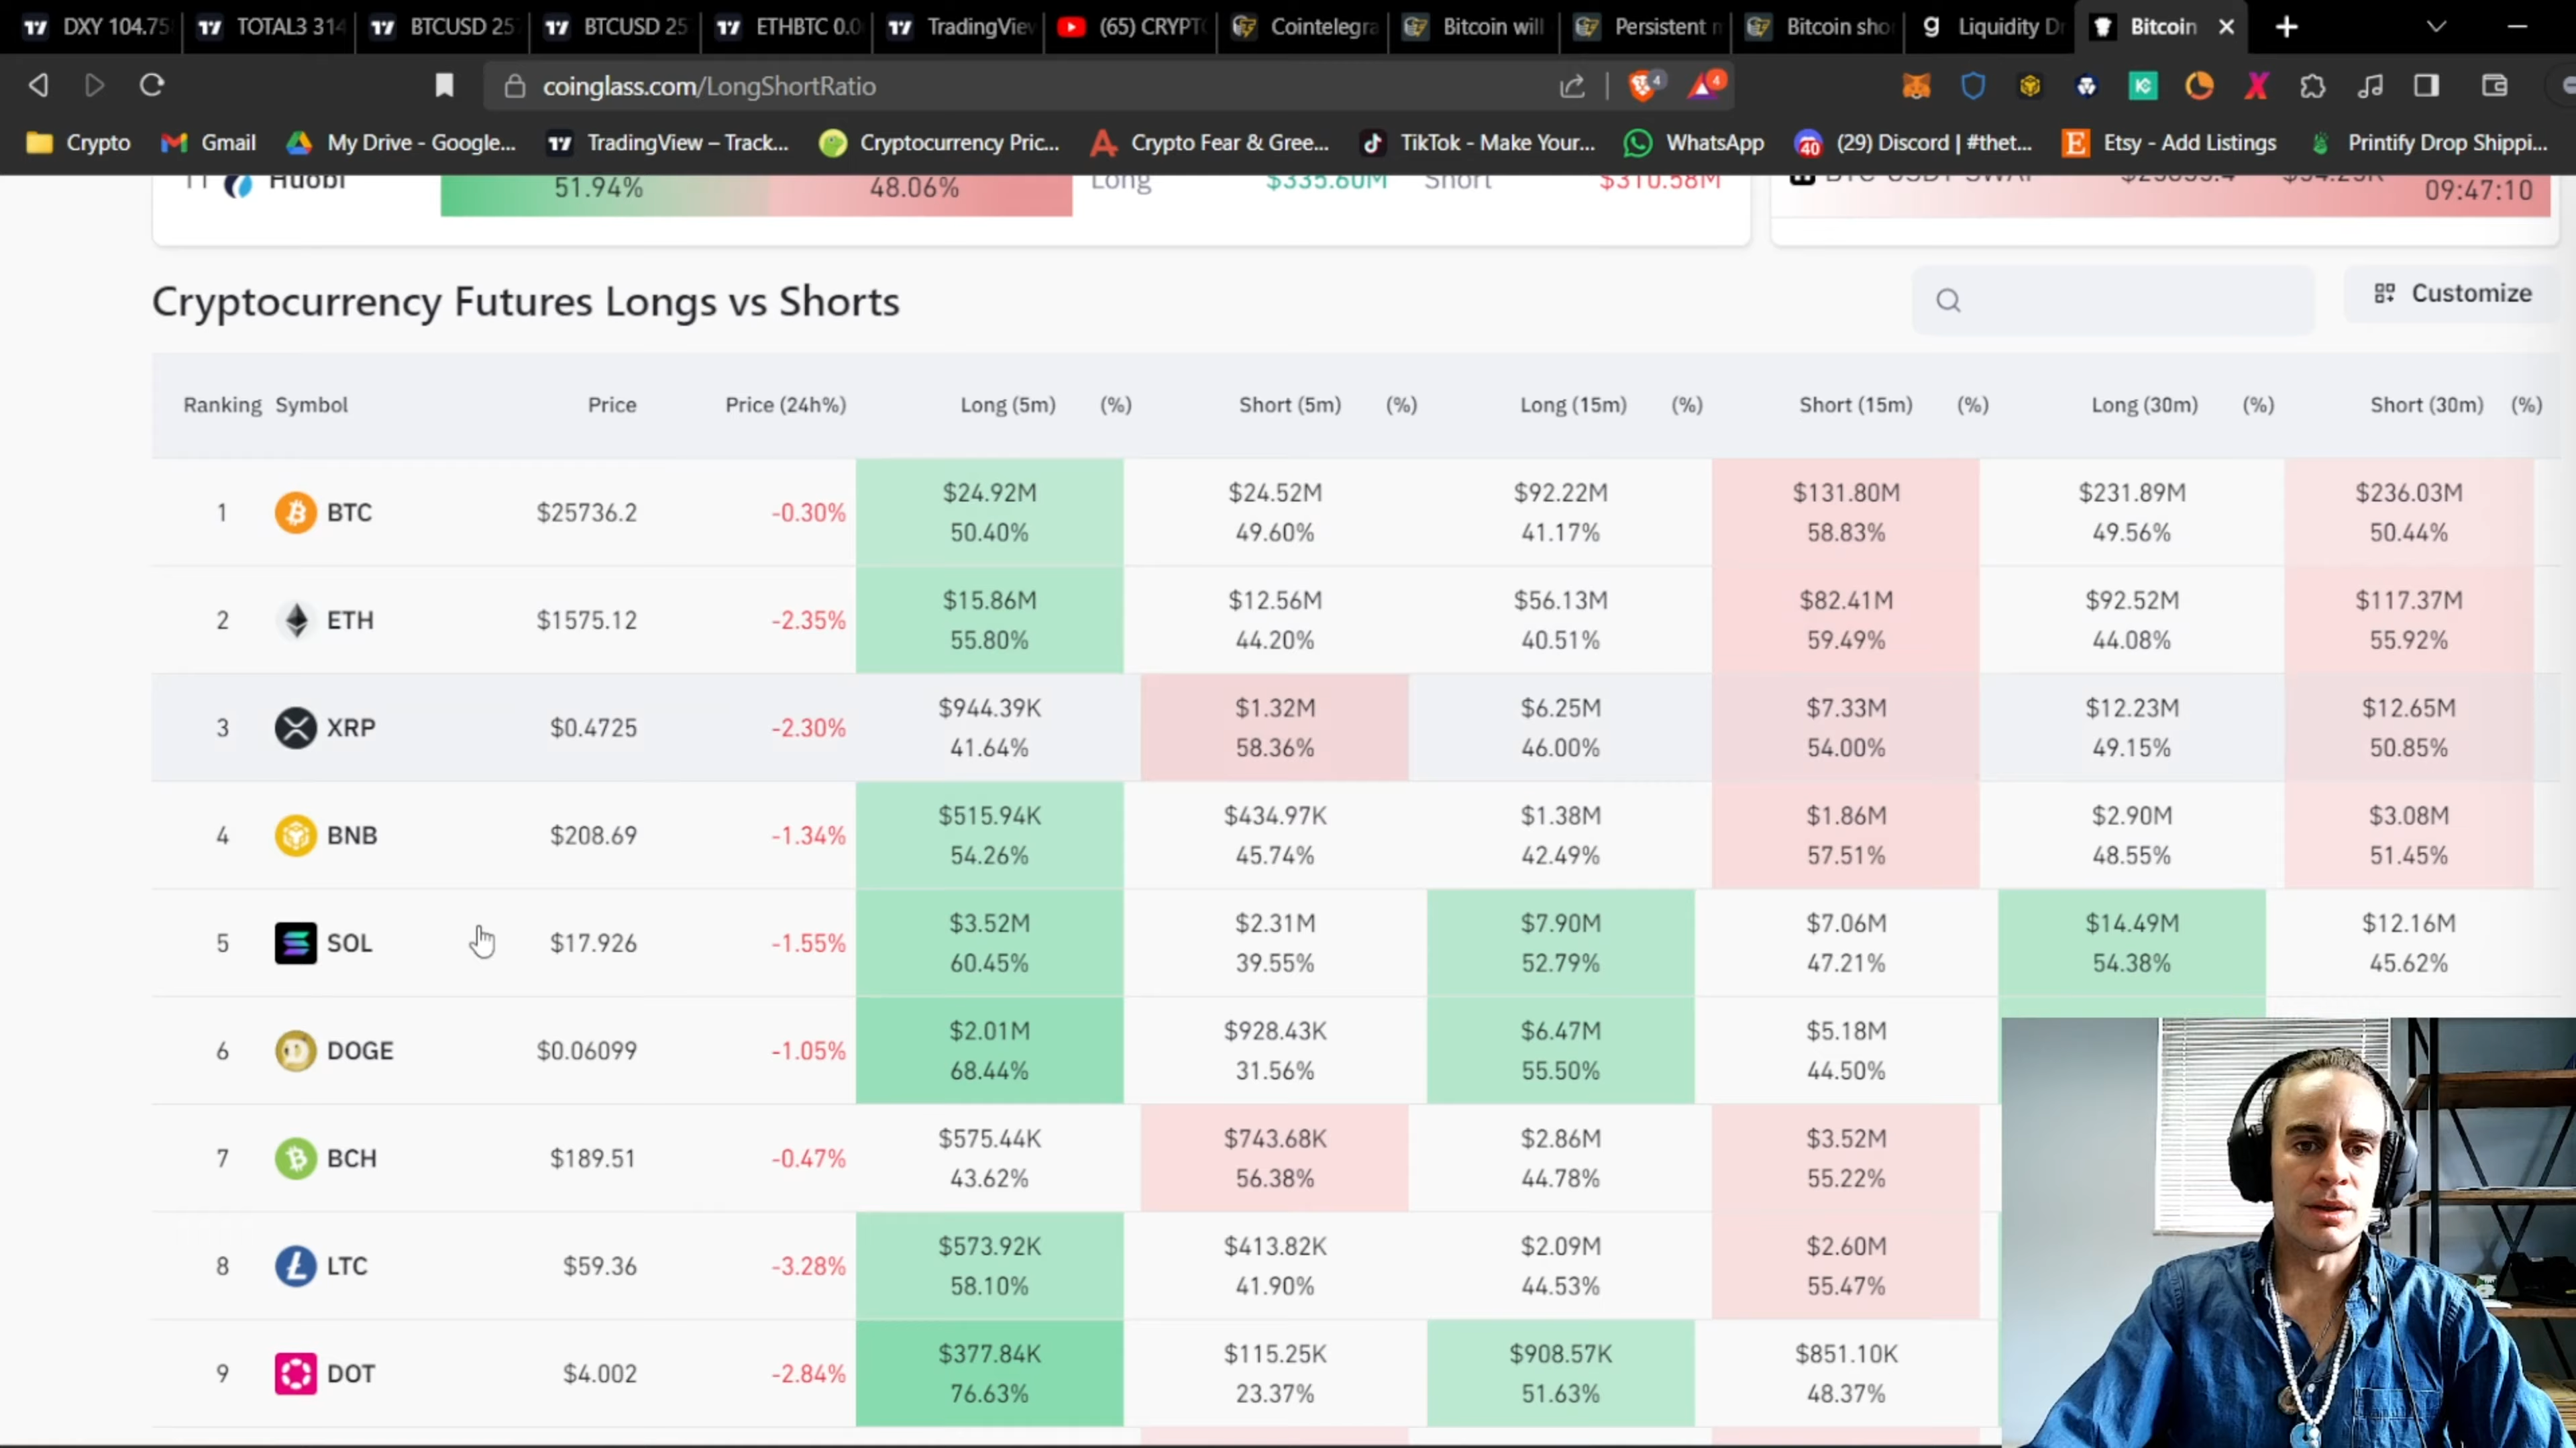 DXY 104.75 TOTAL3 314 BTCUSD 25 BTCUSD 25 ETHBTC 0.0 TradingView (65) CRYPTO Cointelegra Bitcoin will Persistent m Bitcoin sho Liquidity Dr Bitcoin
coinglass.com/LongShortRatio 4 4
Crypto Gmail My Drive - Google... TradingView – Track... Cryptocurrency Pric... Crypto Fear & Gree... TikTok - Make Your... WhatsApp 40 (29) Discord | #thet... Etsy - Add Listings Printify Drop Shippi...
11 Huobi 51.94% 48.06% Long $335.60M Short $310.58M
09:47:10
Cryptocurrency Futures Longs vs Shorts
Customize
Ranking Symbol Price Price (24h%) Long (5m) (%) Short (5m) (%) Long (15m) (%) Short (15m) (%) Long (30m) (%) Short (30m) (%)
$24.92M $24.52M $92.22M $131.80M $231.89M $236.03M
1 BTC $25736.2 -0.30%
50.40% 49.60% 41.17% 58.83% 49.56% 50.44%
$15.86M $12.56M $56.13M $82.41M $92.52M $117.37M
2 ETH $1575.12 -2.35%
55.80% 44.20% 40.51% 59.49% 44.08% 55.92%
$944.39K $1.32M $6.25M $7.33M $12.23M $12.65M
3 XRP $0.4725 -2.30%
41.64% 58.36% 46.00% 54.00% 49.15% 50.85%
$515.94K $434.97K $1.38M $1.86M $2.90M $3.08M
4 BNB $208.69 -1.34%
54.26% 45.74% 42.49% 57.51% 48.55% 51.45%
$3.52M $2.31M $7.90M $7.06M $14.49M $12.16M
5 SOL $17.926 -1.55%
60.45% 39.55% 52.79% 47.21% 54.38% 45.62%
$2.01M $928.43K $6.47M $5.18M
6 DOGE $0.06099 -1.05%
68.44% 31.56% 55.50% 44.50%
$575.44K $743.68K $2.86M $3.52M
7 BCH $189.51 -0.47%
43.62% 56.38% 44.78% 55.22%
$573.92K $413.82K $2.09M $2.60M
8 LTC $59.36 -3.28%
58.10% 41.90% 44.53% 55.47%
$377.84K $115.25K $908.57K $851.10K
9 DOT $4.002 -2.84%
76.63% 23.37% 51.63% 48.37%